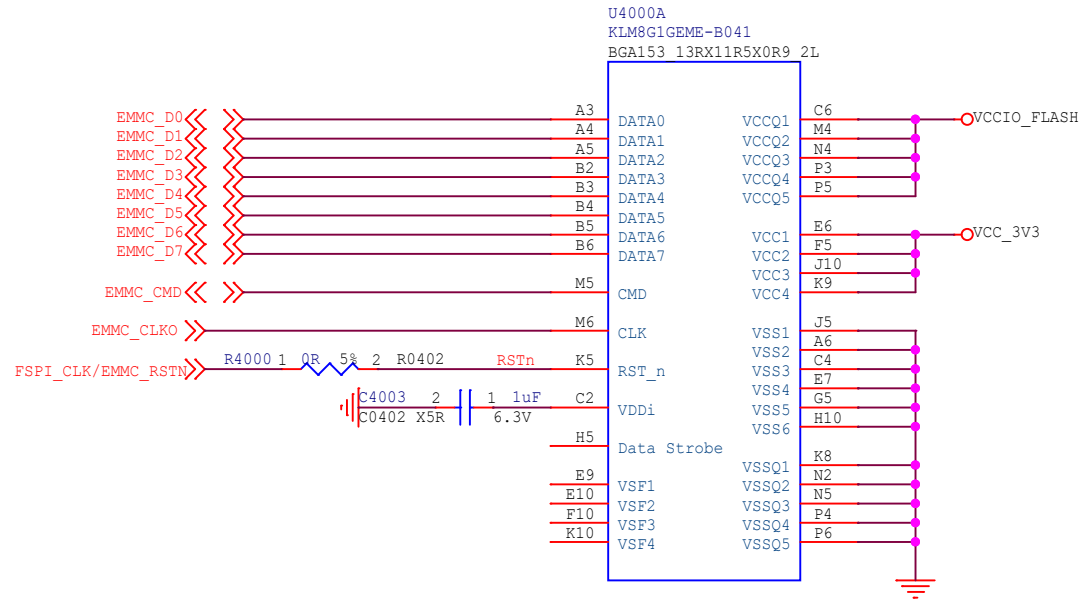 U4000A
KLM8G1GEME-B041
BGA153 13RX11R5X0R9 2L
EMMC_D0 A3 DATA0 VCCQ1 C6 VCCIO_FLASH
EMMC_D1 A4 DATA1 VCCQ2 M4
EMMC_D2 A5 DATA2 VCCQ3 N4
EMMC_D3 B2 DATA3 VCCQ4 P3
EMMC_D4 B3 DATA4 VCCQ5 P5
EMMC_D5 B4 DATA5
EMMC_D6 B5 DATA6 VCC1 E6 VCC_3V3
EMMC_D7 B6 DATA7 VCC2 F5
VCC3 J10
EMMC_CMD M5 CMD VCC4 K9
EMMC_CLKO M6 CLK VSS1 J5
VSS2 A6
FSPI_CLK/EMMC_RSTN R4000 1 0R 5% 2 R0402 RSTn K5 RST_n VSS3 C4
VSS4 E7
C4003 2 1 1uF C2 VDDi VSS5 G5
C0402 X5R 6.3V VSS6 H10
H5 Data Strobe
VSSQ1 K8
E9 VSF1 VSSQ2 N2
E10 VSF2 VSSQ3 N5
F10 VSF3 VSSQ4 P4
K10 VSF4 VSSQ5 P6